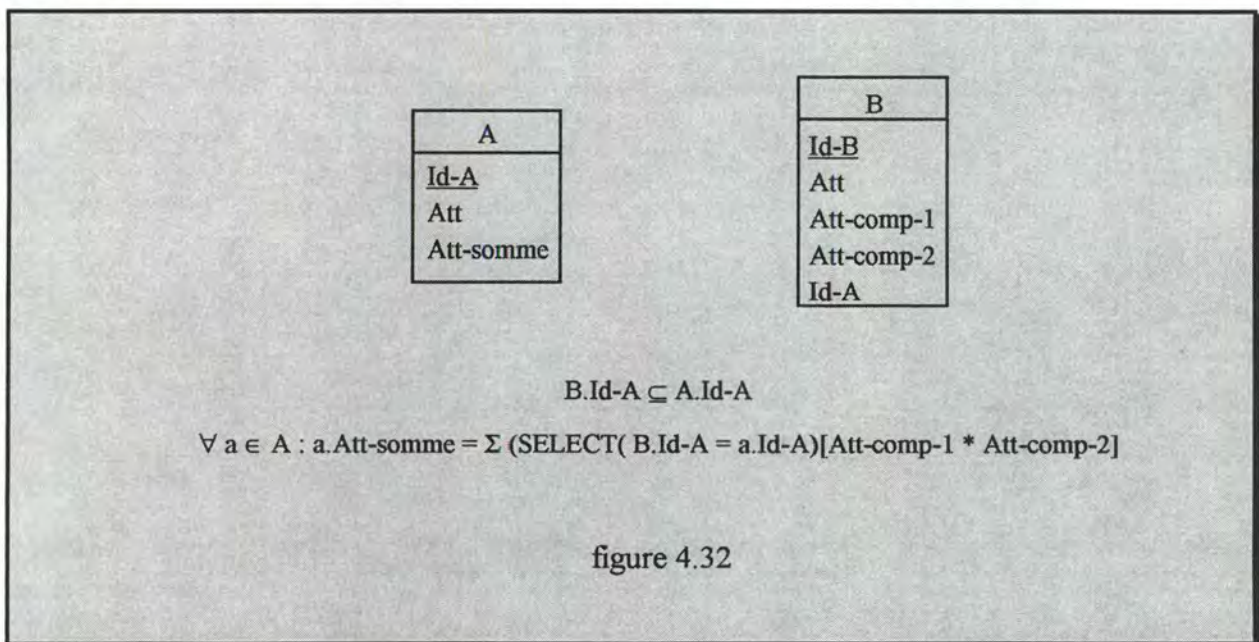 A
Id-A
Att
Att-somme
B
Id-B
Att
Att-comp-1
Att-comp-2
Id-A
B.Id-A ⊆ A.Id-A
∀ a ∈ A : a.Att-somme = Σ (SELECT( B.Id-A = a.Id-A)[Att-comp-1 * Att-comp-2]
figure 4.32